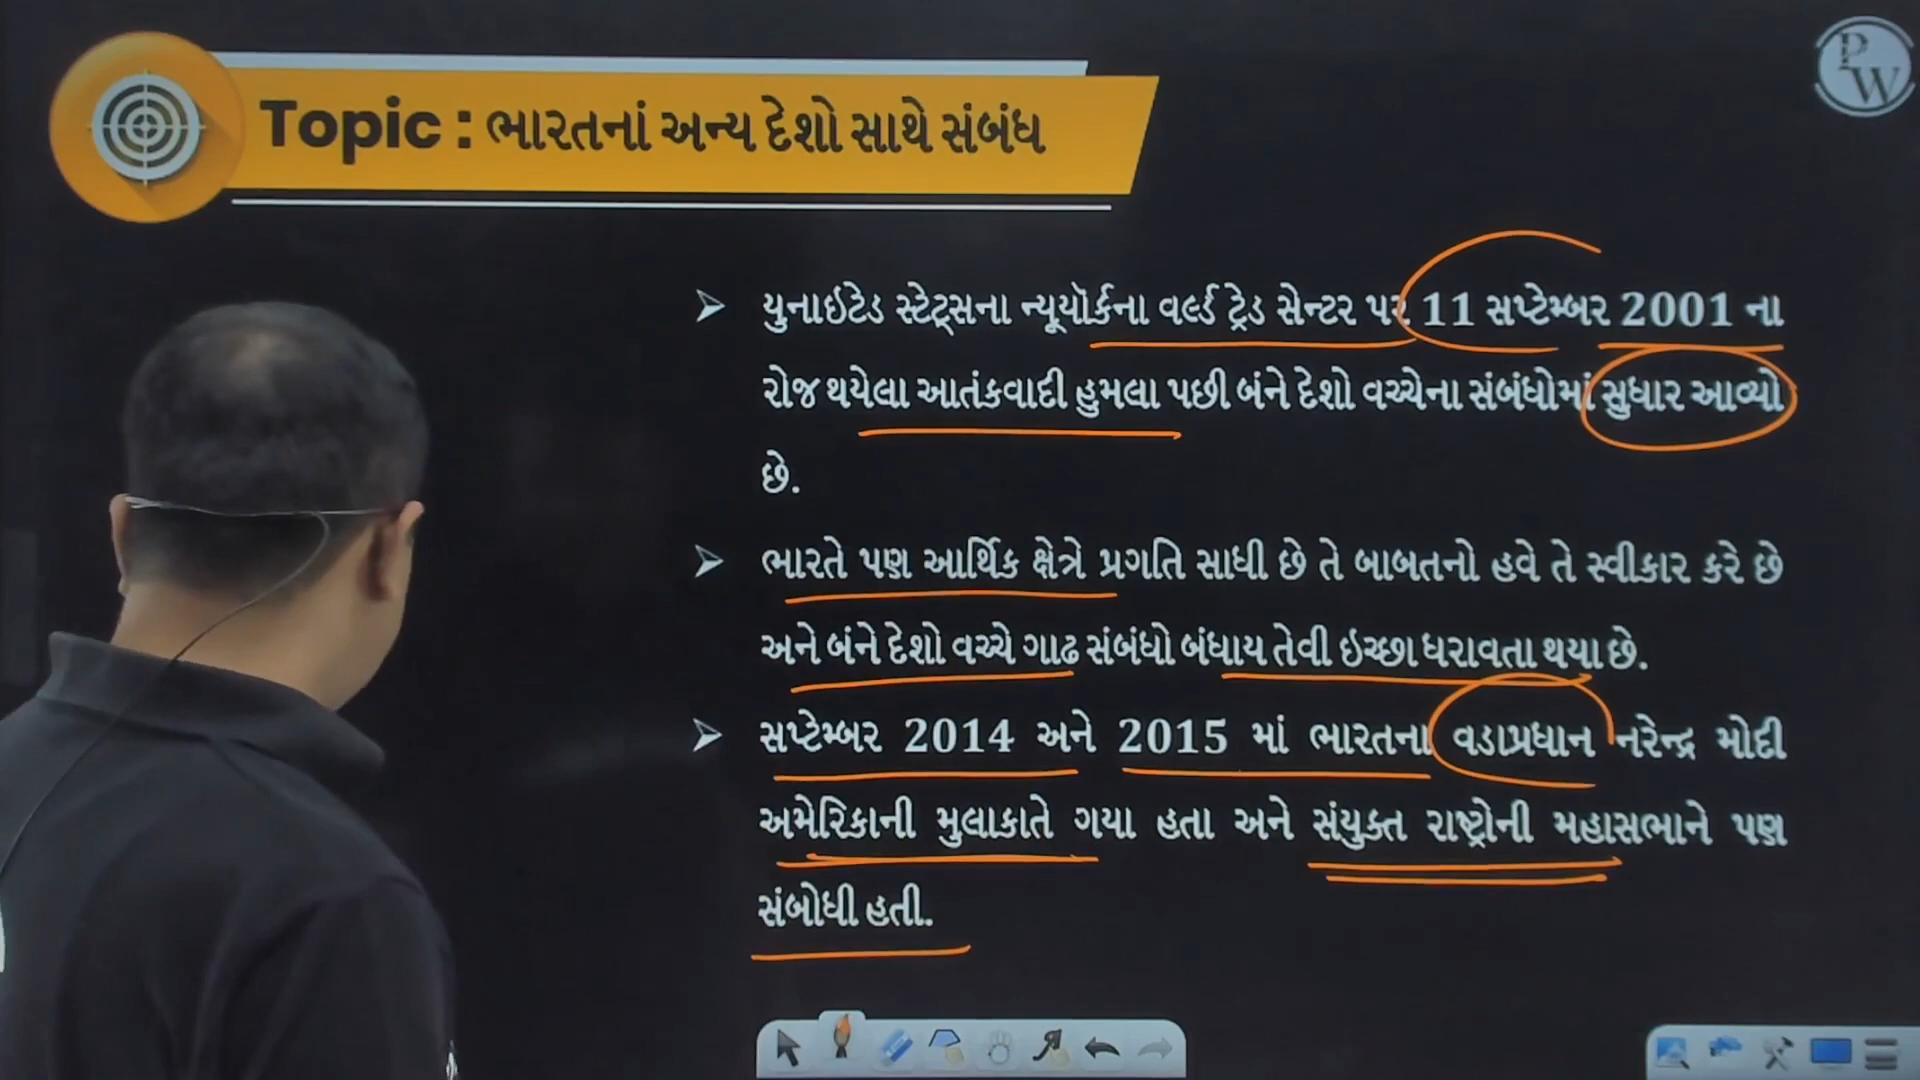 PW
Topic : ભારતનાં અન્ય દેશો સાથે સંબંધ
યુનાઇટેડ સ્ટેટ્સના ન્યૂયૉર્કના વર્લ્ડ ટ્રેડ સેન્ટર પર 11 સપ્ટેમ્બર 2001 ના
રોજ થયેલા આતંકવાદી હુમલા પછી બંને દેશો વચ્ચેના સંબંધોમાં સુધાર આવ્યો
છે.
ભારતે પણ આર્થિક ક્ષેત્રે પ્રગતિ સાધી છે તે બાબતનો હવે તે સ્વીકાર કરે છે
અને બંને દેશો વચ્ચે ગાઢ સંબંધો બંધાય તેવી ઇચ્છા ધરાવતા થયા છે.
સપ્ટેમ્બર 2014 અને 2015 માં ભારતના વડાપ્રધાન નરેન્દ્ર મોદી
અમેરિકાની મુલાકાતે ગયા હતા અને સંયુક્ત રાષ્ટ્રોની મહાસભાને પણ
સંબોધી હતી.